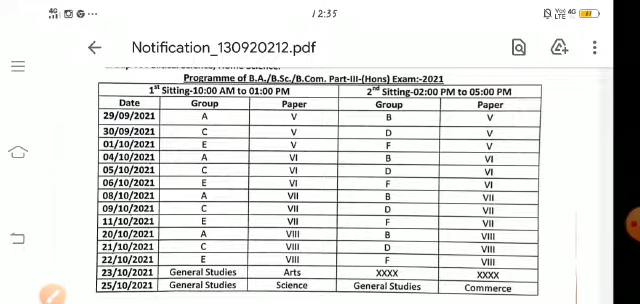 4G 12:35 Vo) 4G LTE
Notification_130920212.pdf
Programme of B.A./B.Sc./B.Com. Part-III-(Hons) Exam:-2021
1st Sitting-10:00 AM to 01:00 PM 2nd Sitting-02:00 PM to 05:00 PM
Date Group Paper Group Paper
29/09/2021 A V B V
30/09/2021 C V D V
01/10/2021 E V F V
04/10/2021 A VI B VI
05/10/2021 C VI D VI
06/10/2021 E VI F VI
08/10/2021 A VII B VII
09/10/2021 C VII D VII
11/10/2021 E VII F VII
20/10/2021 A VIII B VIII
21/10/2021 C VIII D VIII
22/10/2021 E VIII F VIII
23/10/2021 General Studies Arts XXXX XXXX
25/10/2021 General Studies Science General Studies Commerce